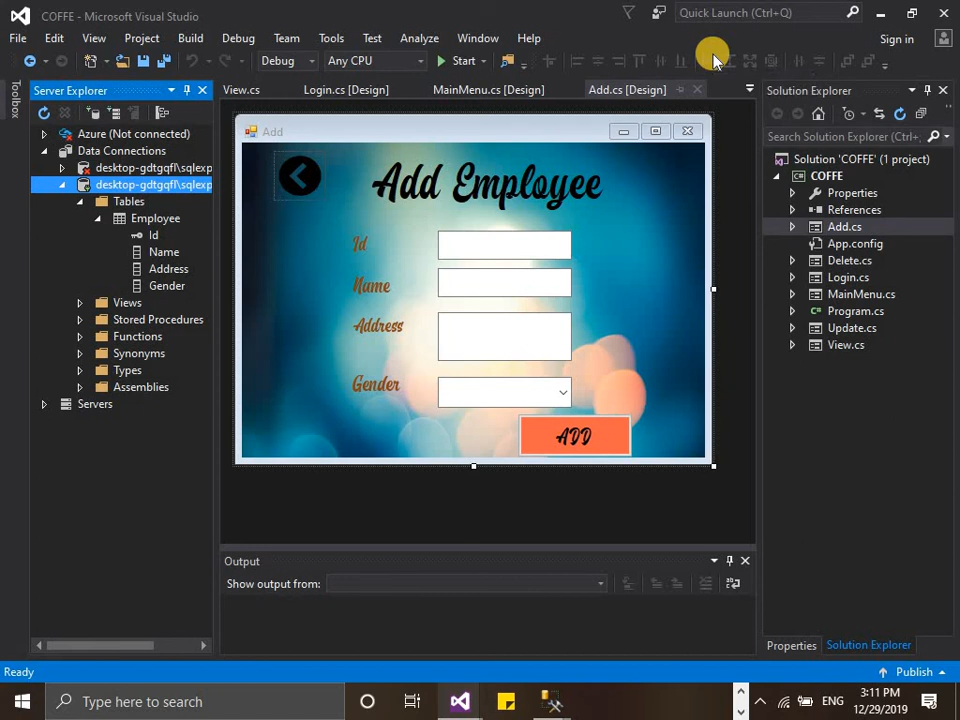 COFFE - Microsoft Visual Studio
Quick Launch (Ctrl+Q)
File Edit View Project Build Debug Team Tools Test Analyze Window Help
Sign in
Debug Any CPU Start
Toolbox
Server Explorer
View.cs Login.cs [Design] MainMenu.cs [Design] Add.cs [Design]
Solution Explorer
Azure (Not connected)
Data Connections
desktop-gdtgqfl\sqlexp
desktop-gdtgqfl\sqlexp
Tables
Employee
Id
Name
Address
Gender
Views
Stored Procedures
Functions
Synonyms
Types
Assemblies
Servers
Add
Add Employee
Id
Name
Address
Gender
ADD
Search Solution Explorer (Ctrl+
Solution 'COFFE' (1 project)
COFFE
Properties
References
Add.cs
App.config
Delete.cs
Login.cs
MainMenu.cs
Program.cs
Update.cs
View.cs
Output
Show output from:
Properties Solution Explorer
Ready
Publish
Type here to search
ENG
3:11 PM
12/29/2019